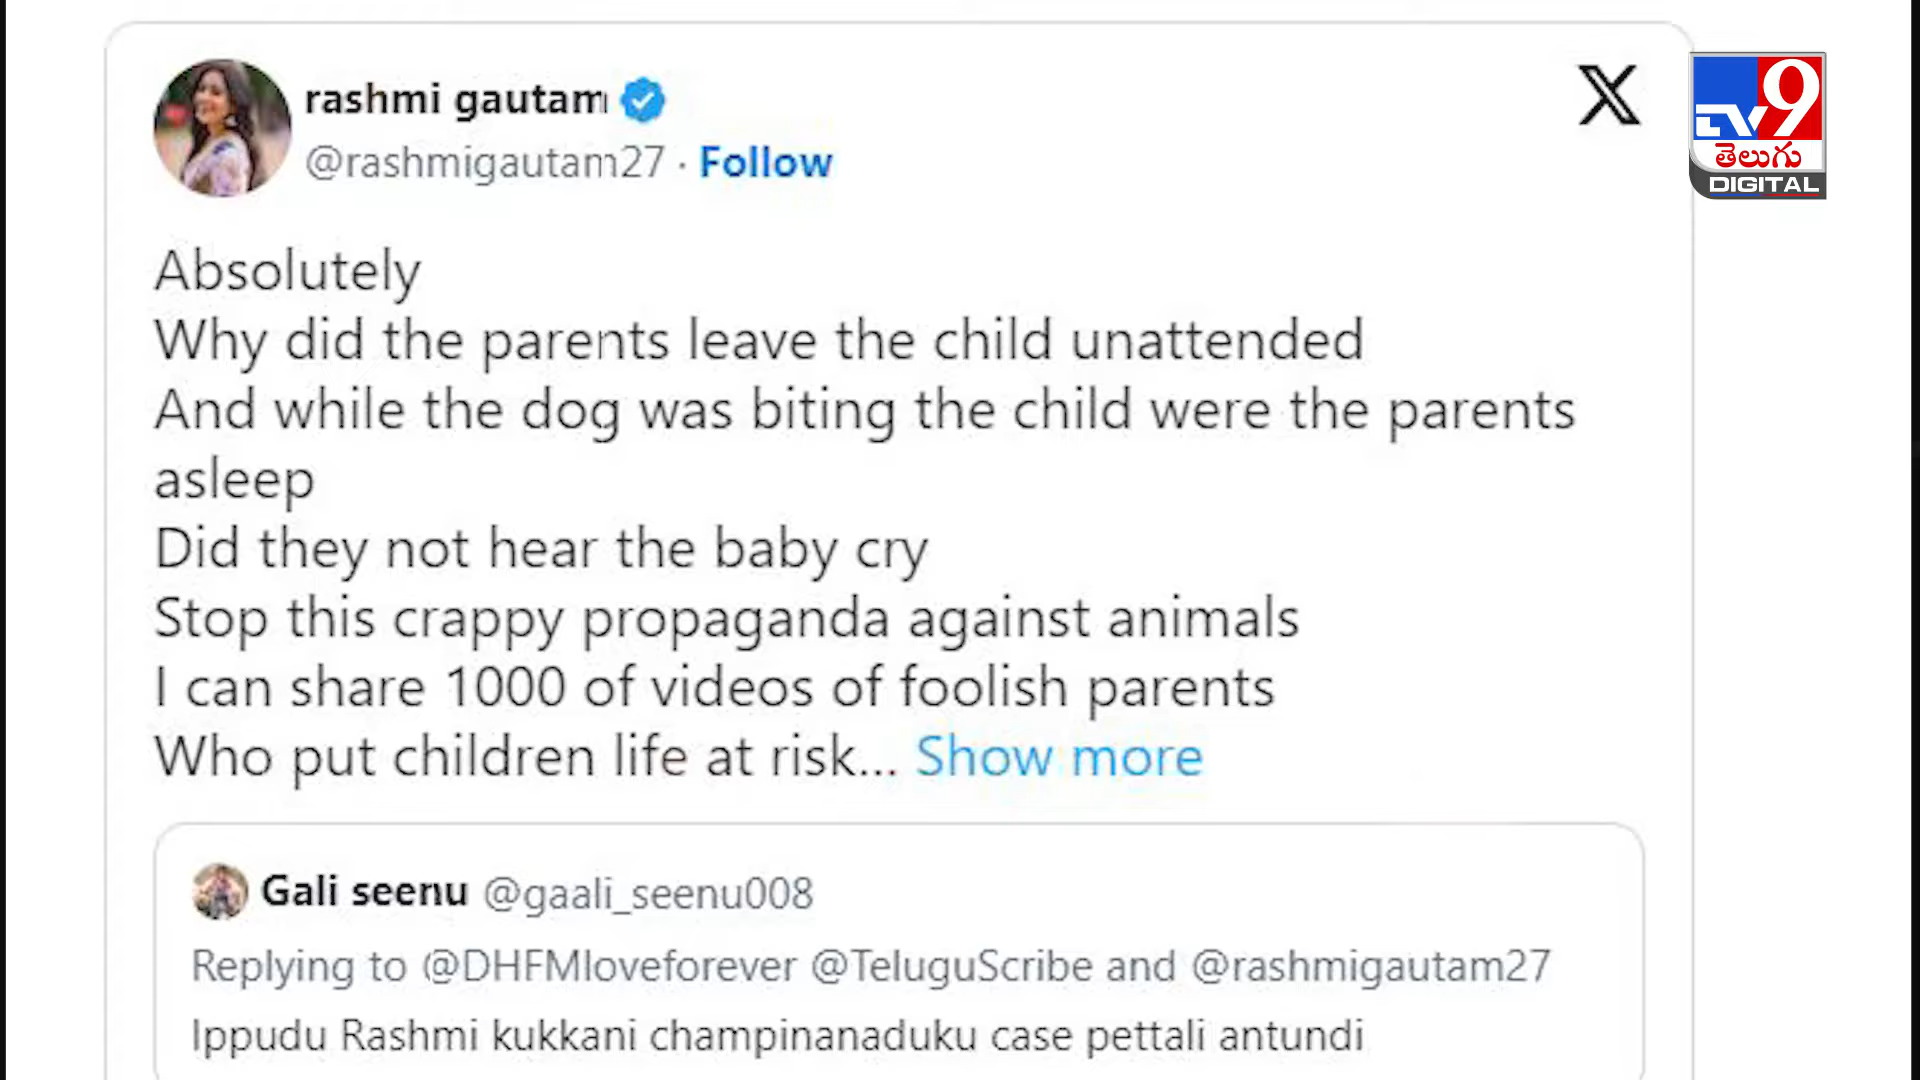 rashmi gautam
@rashmigautam27 · Follow
X
TV9
తెలుగు
DIGITAL
Absolutely
Why did the parents leave the child unattended
And while the dog was biting the child were the parents
asleep
Did they not hear the baby cry
Stop this crappy propaganda against animals
I can share 1000 of videos of foolish parents
Who put children life at risk... Show more
Gali seenu @gaali_seenu008
Replying to @DHFMloveforever @TeluguScribe and @rashmigautam27
Ippudu Rashmi kukkani champinanaduku case pettali antundi